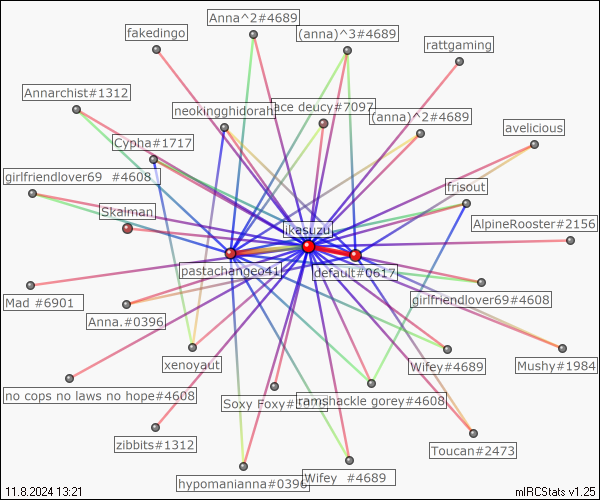 Anna^2#4689
fakedingo
(anna)^3#4689
rattgaming
Annarchist#1312
neokingghidorah
ace deucy#7097
(anna)^2#4689
avelicious
Cypha#1717
girlfriendlover69 #4608
frisout
Skalman
ikasuzu
AlpineRooster#2156
pastachangeo41
default#0617
Mad #6901
girlfriendlover69#4608
Anna.#0396
xenoyaut
Wifey#4689
Mushy#1984
no cops no laws no hope#4608
Soxy Foxy
ramshackle gorey#4608
zibbits#1312
Toucan#2473
hypomanianna#0396
Wifey #4689
11.8.2024 13:21
mIRCStats v1.25